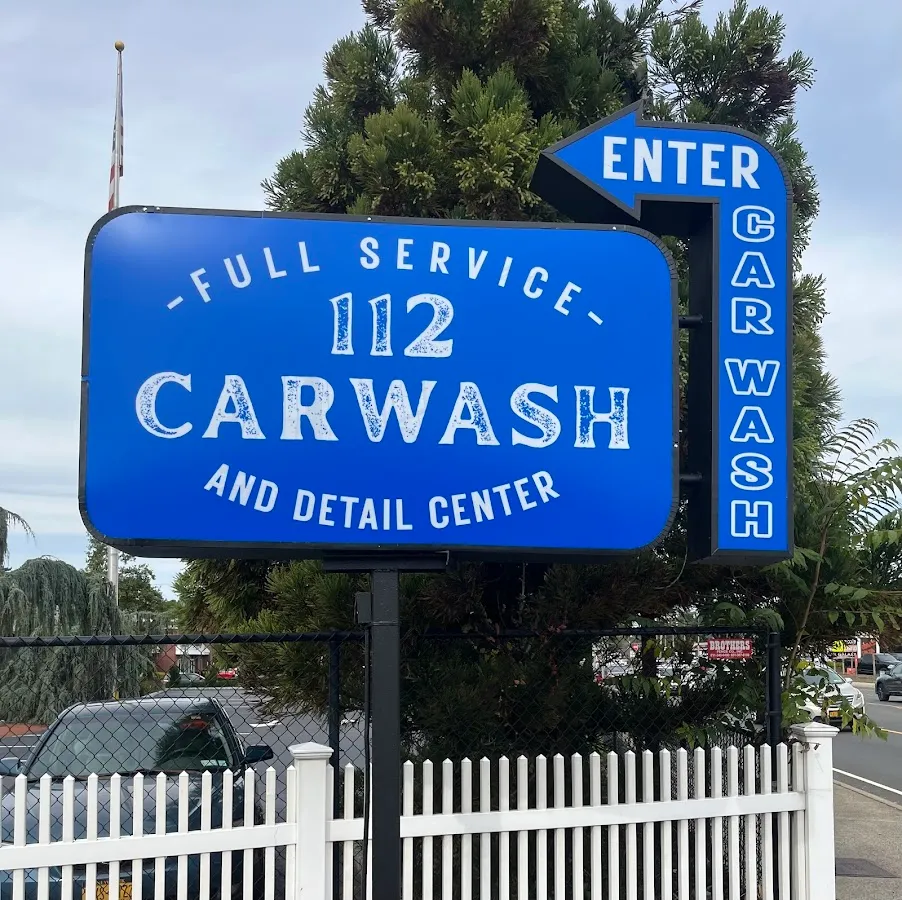 -FULL SERVICE-
112
CARWASH
AND DETAIL CENTER
ENTER
CAR WASH
BROTHERS